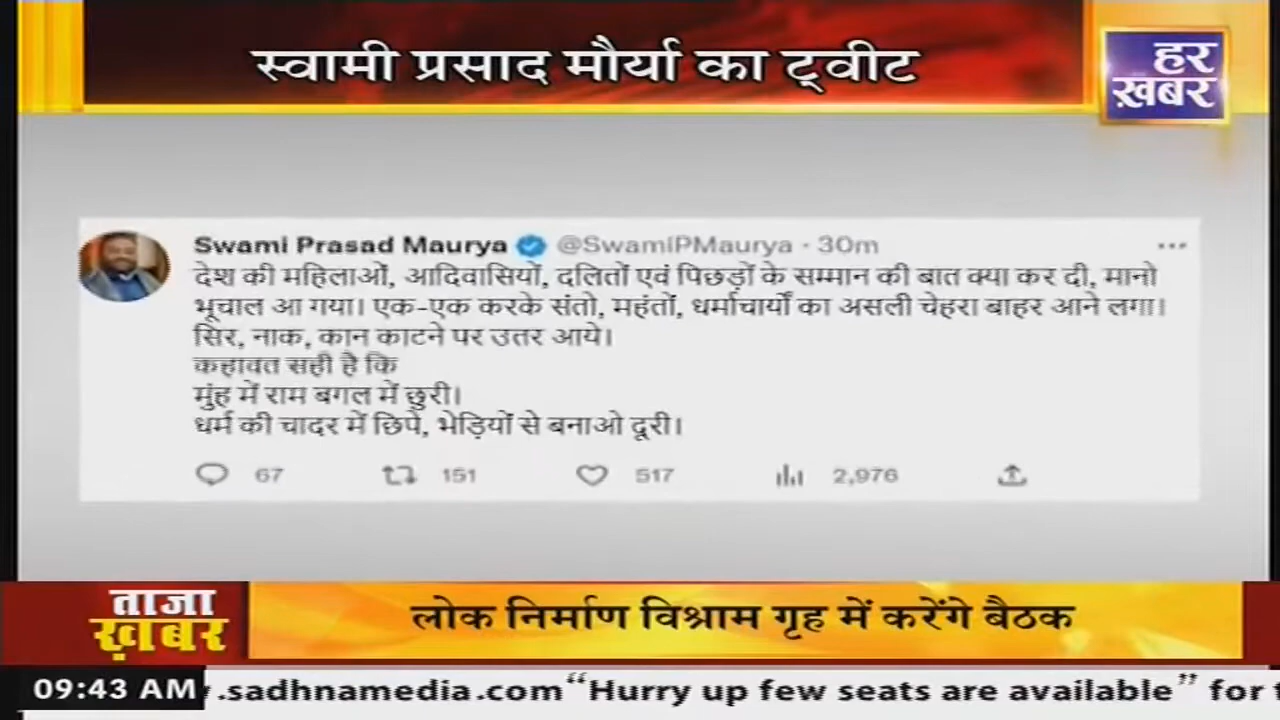 स्वामी प्रसाद मौर्या का ट्वीट
हर
ख़बर
Swami Prasad Maurya @SwamiPMaurya · 30m
देश की महिलाओं, आदिवासियों, दलितों एवं पिछड़ों के सम्मान की बात क्या कर दी, मानो
भूचाल आ गया। एक-एक करके संतो, महंतों, धर्माचार्यों का असली चेहरा बाहर आने लगा।
सिर, नाक, कान काटने पर उतर आये।
कहावत सही है कि
मुंह में राम बगल में छुरी।
धर्म की चादर में छिपे, भेड़ियों से बनाओ दूरी।
67 151 517 2,976
ताजा
ख़बर
लोक निर्माण विश्राम गृह में करेंगे बैठक
09:43 AM .sadhnamedia.com “Hurry up few seats are available” for